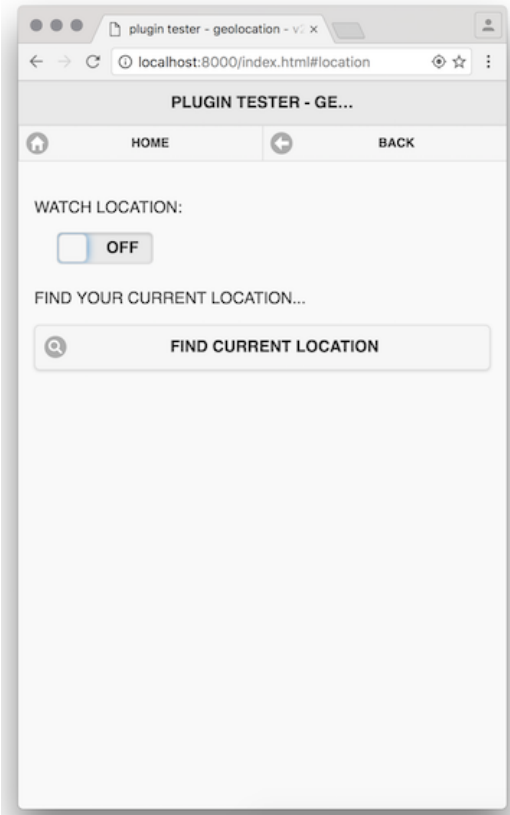 plugin tester - geolocation - v2
localhost:8000/index.html#location
PLUGIN TESTER - GE...
HOME
BACK
WATCH LOCATION:
OFF
FIND YOUR CURRENT LOCATION...
FIND CURRENT LOCATION